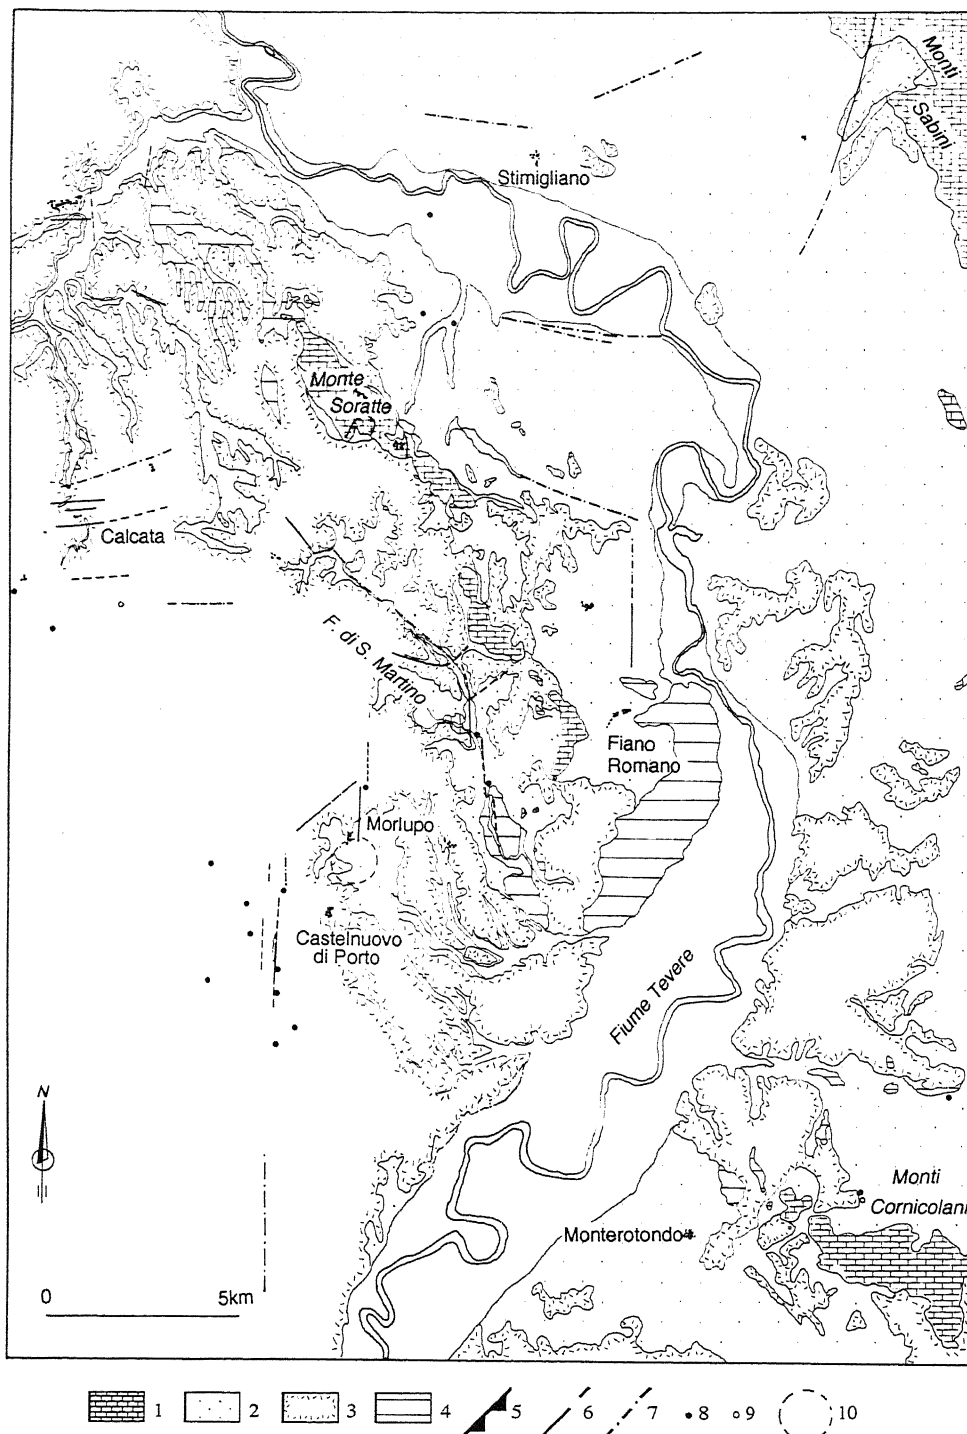 Monti
Sabini
Stimigliano
Monte
Soratte
Calcata
F. di S. Martino
Fiano
Romano
Morlupo
Castelnuovo
di Porto
Fiume Tevere
N
Monti
Cornicolani
Monterotondo
0 5km
1 2 3 4 5 6 7 8 9 10